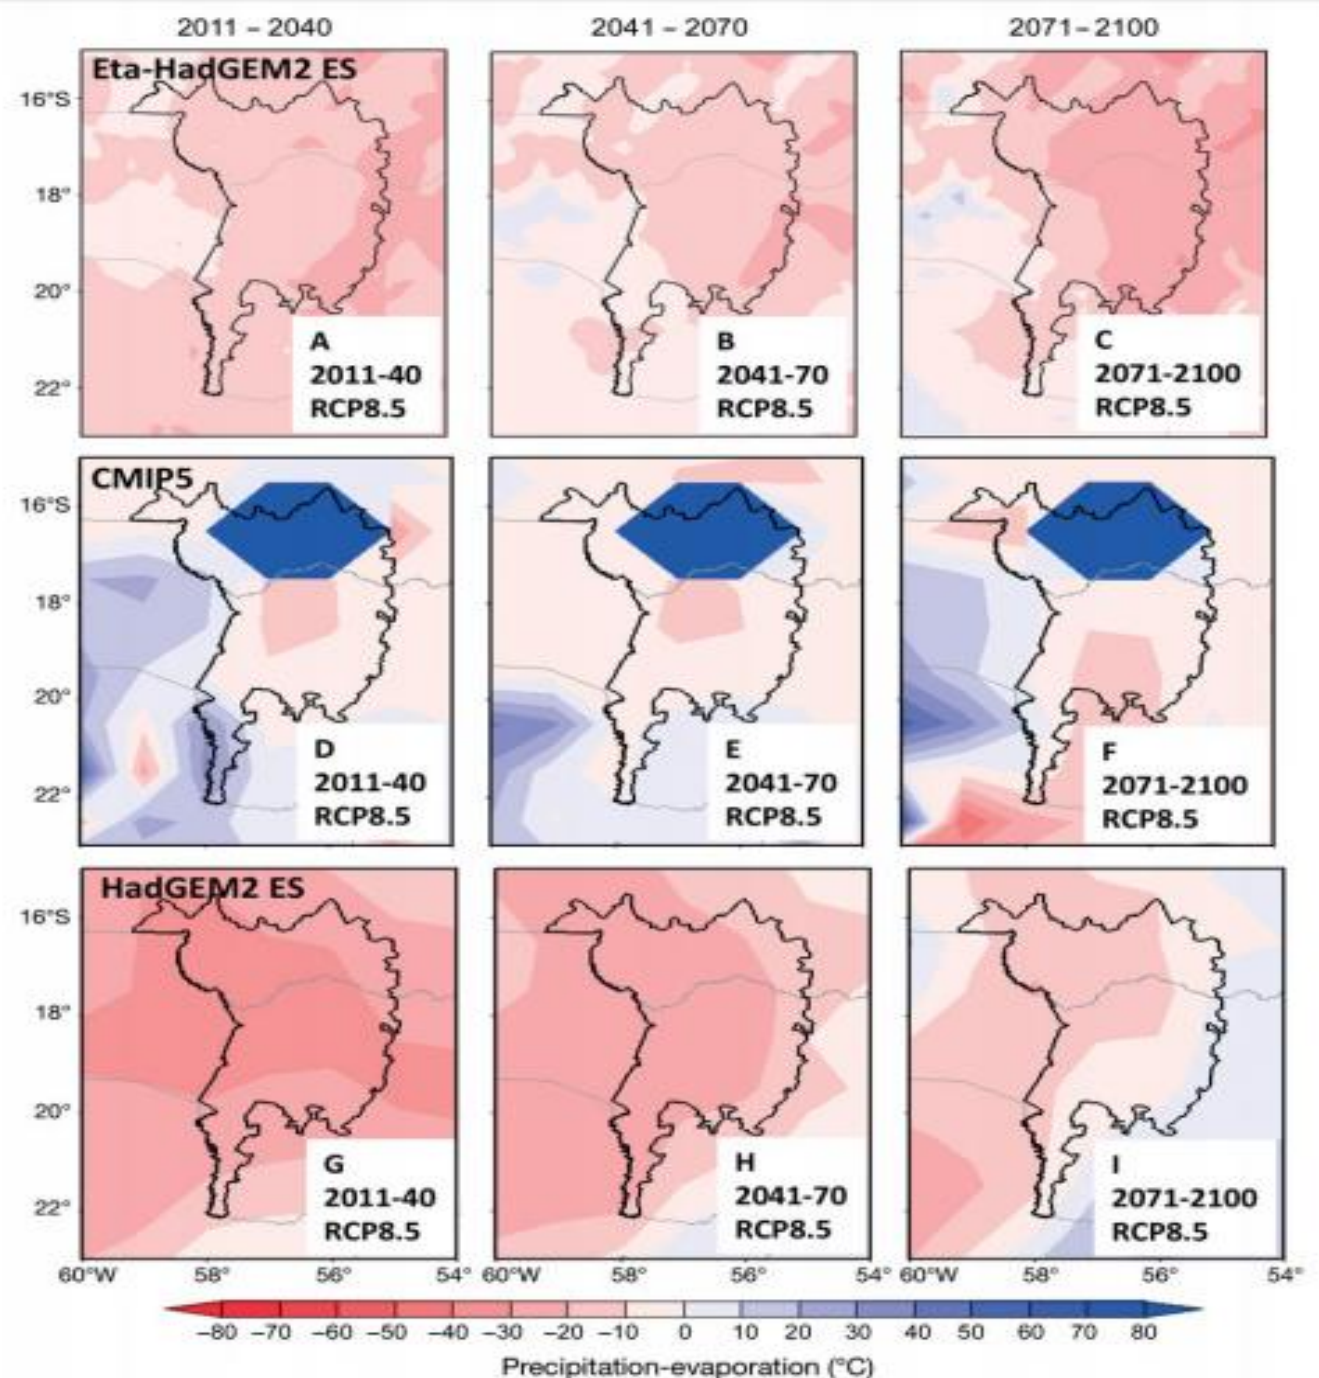 2011 – 2040
2041 – 2070
2071–2100
Eta-HadGEM2 ES
16°S
18°
20°
22°
A
2011-40
RCP8.5
B
2041-70
RCP8.5
C
2071-2100
RCP8.5
CMIP5
16°S
18°
20°
22°
D
2011-40
RCP8.5
E
2041-70
RCP8.5
F
2071-2100
RCP8.5
HadGEM2 ES
16°S
18°
20°
22°
G
2011-40
RCP8.5
H
2041-70
RCP8.5
I
2071-2100
RCP8.5
60°W 58° 56° 54° 60°W 58° 56° 54° 60°W 58° 56° 54°
–80 –70 –60 –50 –40 –30 –20 –10 0 10 20 30 40 50 60 70 80
Precipitation-evaporation (°C)